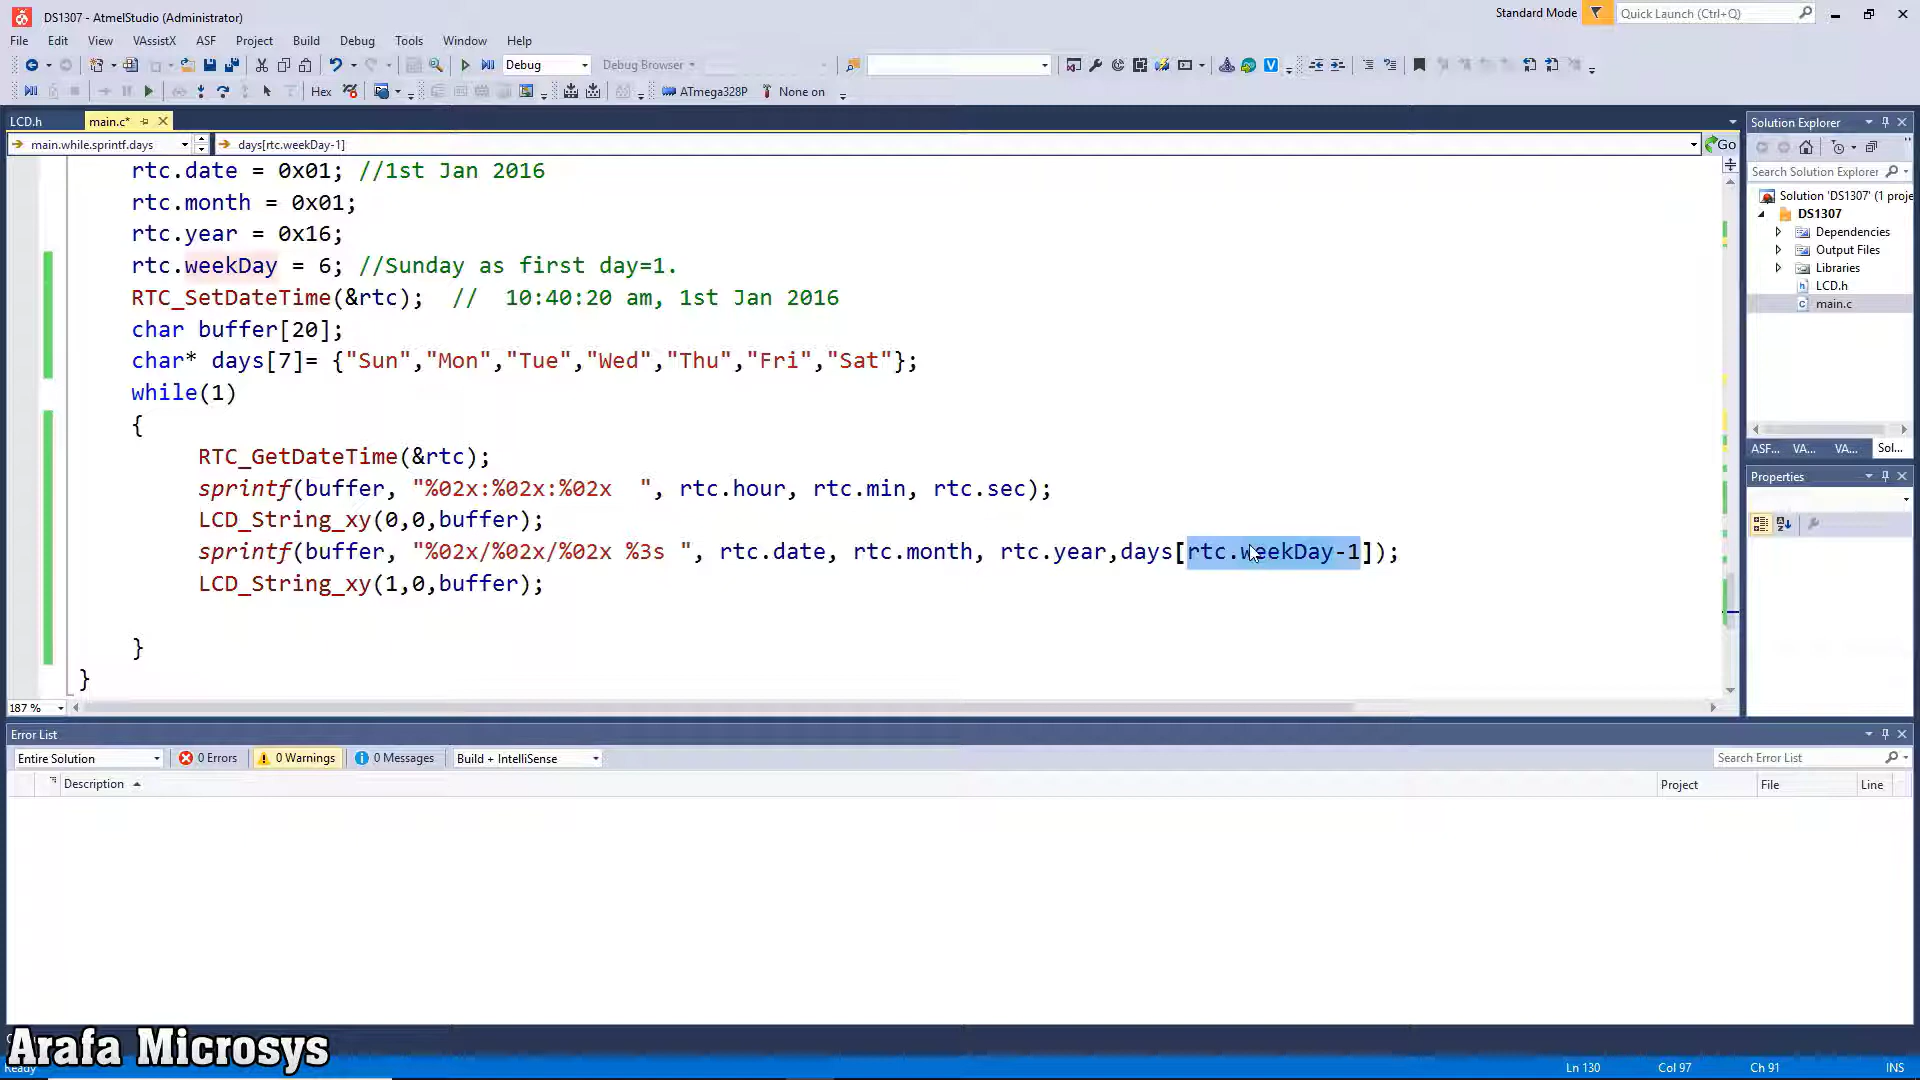 DS1307 - AtmelStudio (Administrator)
Standard Mode
Quick Launch (Ctrl+Q)
File Edit View VAssistX ASF Project Build Debug Tools Window Help
Debug
Debug Browser
Hex
ATmega328P
None on
LCD.h
main.c*
main.while.sprintf.days
days[rtc.weekDay-1]
Go
rtc.date = 0x01; //1st Jan 2016
rtc.month = 0x01;
rtc.year = 0x16;
rtc.weekDay = 6; //Sunday as first day=1.
RTC_SetDateTime(&rtc); // 10:40:20 am, 1st Jan 2016
char buffer[20];
char* days[7]= {"Sun","Mon","Tue","Wed","Thu","Fri","Sat"};
while(1)
{
RTC_GetDateTime(&rtc);
sprintf(buffer, "%02x:%02x:%02x  ", rtc.hour, rtc.min, rtc.sec);
LCD_String_xy(0,0,buffer);
sprintf(buffer, "%02x/%02x/%02x %3s ", rtc.date, rtc.month, rtc.year,days[rtc.weekDay-1]);
LCD_String_xy(1,0,buffer);
}
}
187 %
Solution Explorer
Search Solution Explorer
Solution 'DS1307' (1 proje
DS1307
Dependencies
Output Files
Libraries
LCD.h
main.c
ASF... VA... VA... Sol...
Properties
Error List
Entire Solution
0 Errors
0 Warnings
0 Messages
Build + IntelliSense
Search Error List
Description
Project
File
Line
Arafa Microsys
Ready
Ln 130
Col 97
Ch 91
INS